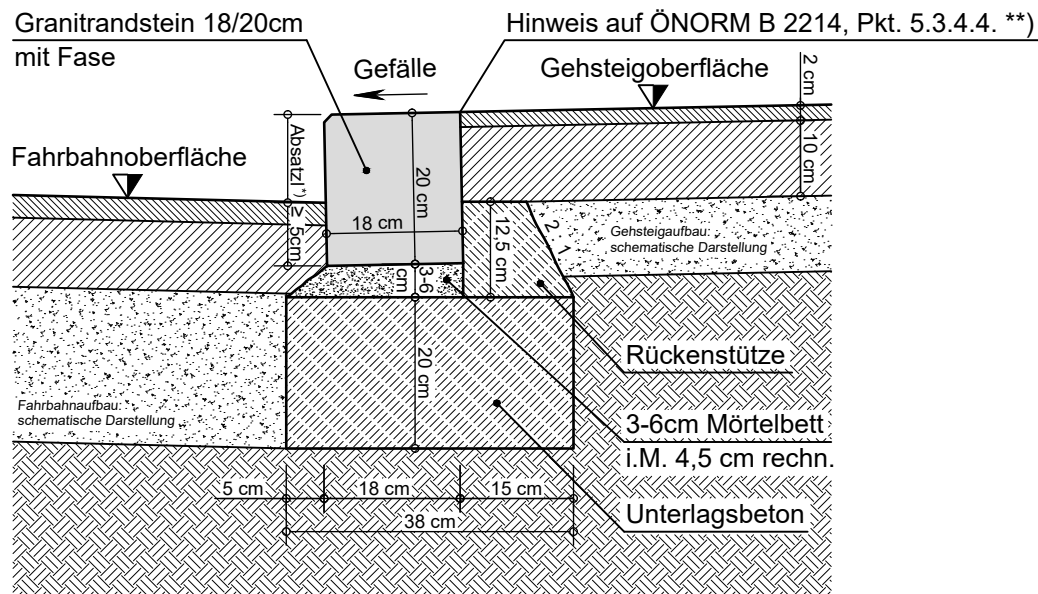 Granitrandstein 18/20cm
mit Fase
Hinweis auf ÖNORM B 2214, Pkt. 5.3.4.4. **)
Gefälle
Gehsteigoberfläche
2 cm
10 cm
Fahrbahnoberfläche
Absatz!*) ≥ 5cm
20 cm
18 cm
12,5 cm
2
1
Gehsteigaufbau:
schematische Darstellung
3-6
cm
20 cm
Rückenstütze
Fahrbahnaufbau:
schematische Darstellung
3-6cm Mörtelbett
i.M. 4,5 cm rechn.
5 cm
18 cm
15 cm
38 cm
Unterlagsbeton